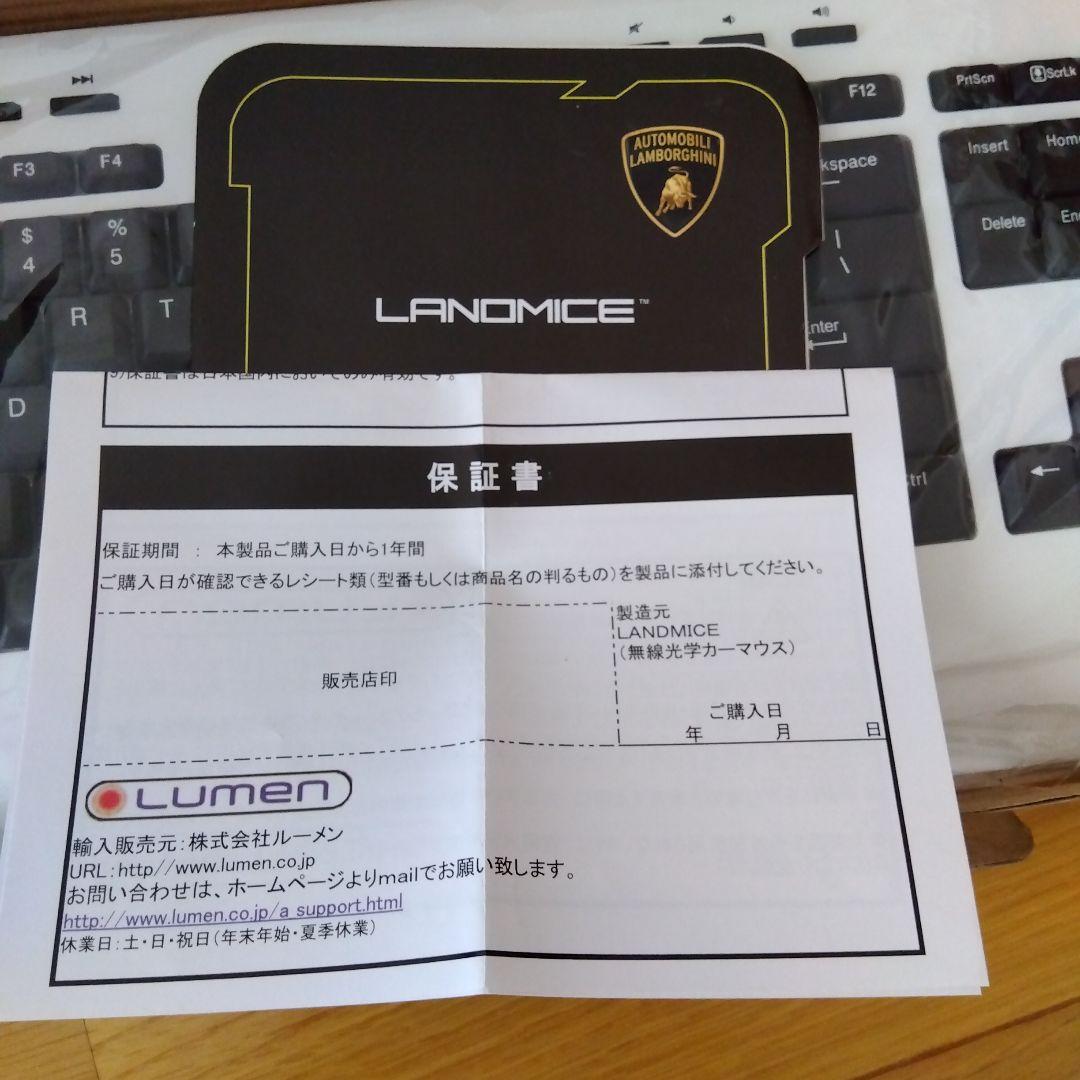 F3
F4
F12
PrtScn
ScrLk
$
4
%
5
kspace
Insert
Home
Delete
R
T
|
\
D
AUTOMOBILI
LAMBORGHINI
LANDMICE™
保証書
保証期間 : 本製品ご購入日から1年間
ご購入日が確認できるレシート類(型番もしくは商品名の判るもの)を製品に添付してください。
販売店印
製造元
LANDMICE
(無線光学カーマウス)
ご購入日
年 月 日
Lumen
輸入販売元:株式会社ルーメン
URL:http//www.lumen.co.jp
お問い合わせは、ホームページよりmailでお願い致します。
http://www.lumen.co.jp/a support.html
休業日:土・日・祝日(年末年始・夏季休業)